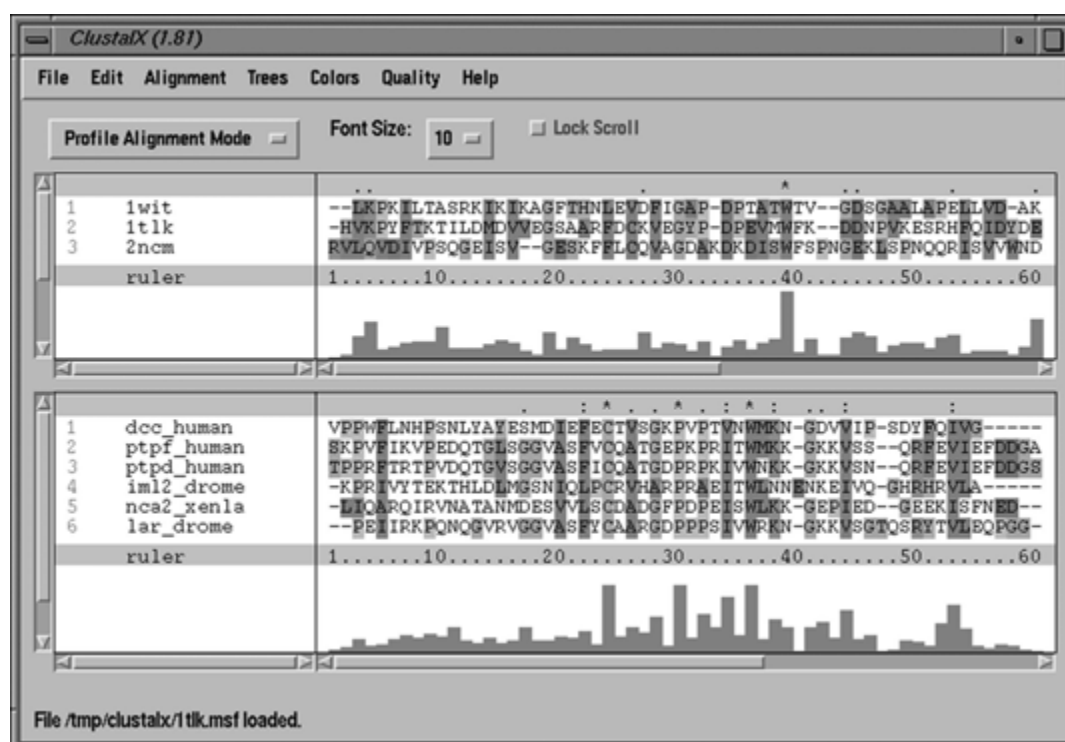 ClustalX (1.81)
File Edit Alignment Trees Colors Quality Help
Profile Alignment Mode Font Size: 10 Lock Scroll
1 1wit --LKPKILTASRKIKIKAGFTHNLEVDFIGAP-DPTATWTV--GDSGAALAPELLVD-AK
2 1tlk -HVKPYFTKTILDMDVVEGSAARFDCKVEGYP-DPEVMWFK--DDNPVKESRHFQIDYDE
3 2ncm RVLQVDIVPSQGEISV--GESKFFLCQVAGDAKDKDISWFSPNGEKLSPNQQRISVVWND
ruler 1.......10........20........30........40........50........60
1 dcc_human VPPWFLNHPSNLYAYESMDIEFECTVSGKPVPTVNWMKN-GDVVIP-SDYFQIVG-----
2 ptpf_human SKPVFIKVPEDQTGLSGGVASFVCQATGEPKPRITWMKK-GKKVSS--QRFEVIEFDDGA
3 ptpd_human TPPRFTRTPVDQTGVSGGVASFICQATGDPRPKIVWNKK-GKKVSN--QRFEVIEFDDGS
4 iml2_drome -KPRIVYTEKTHLDLMGSNIQLPCRVHARPRAEITWLNNENKEIVQ-GHRHRVLA-----
5 nca2_xenla -LIQARQIRVNATANMDESVVLSCDADGFPDPEISWLKK-GEPIED--GEEKISFNED--
6 lar_drome --PEIIRKPQNQGVRVGGVASFYCAARGDPPPSIVWRKN-GKKVSGTQSRYTVLEQPGG-
ruler 1.......10........20........30........40........50........60
File /tmp/clustalx/1tlk.msf loaded.